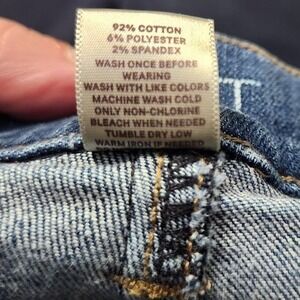 92% COTTON
6% POLYESTER
2% SPANDEX
WASH ONCE BEFORE
WEARING
WASH WITH LIKE COLORS
MACHINE WASH COLD
ONLY NON-CHLORINE
BLEACH WHEN NEEDED
TUMBLE DRY LOW
WARM IRON IF NEEDED